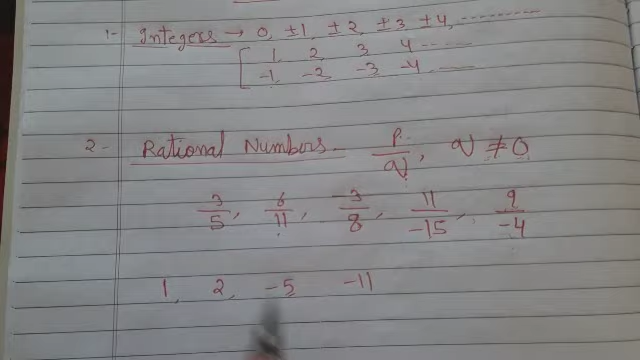 1- Integers → 0, ±1, ±2, ±3 ±4, ----------
1, 2, 3 4 -----
-1, -2, -3 -4, -----
2- Rational Numbers. p/q, q ≠ 0
3/5, 6/11, -3/8, 11/-15, 9/-4
1, 2, -5 -11